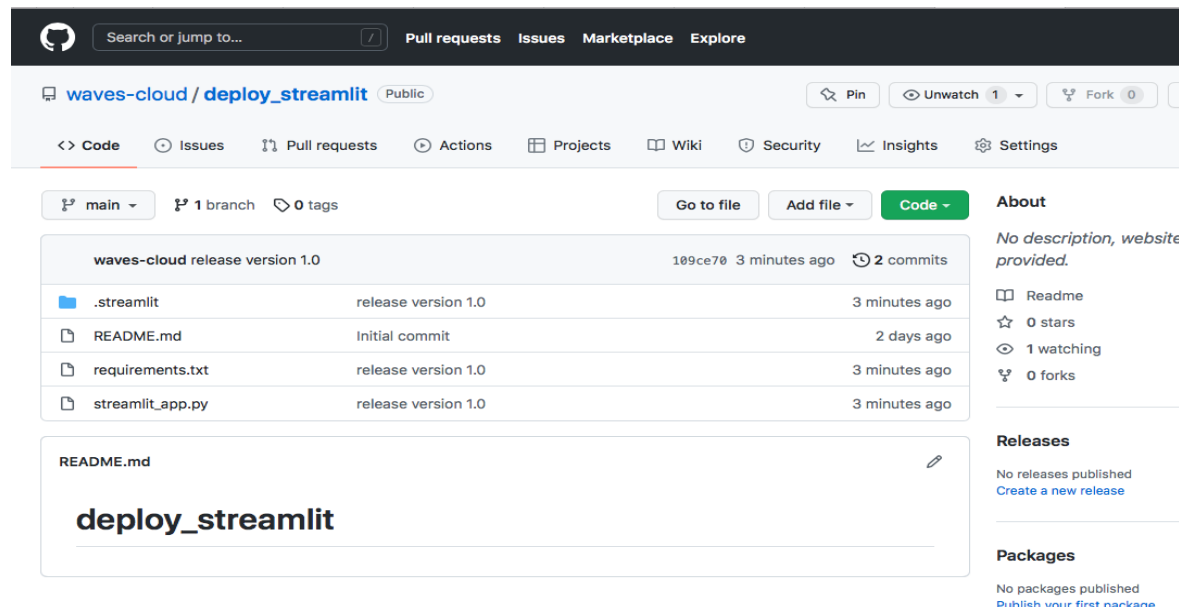 Search or jump to... / Pull requests Issues Marketplace Explore
waves-cloud / deploy_streamlit Public Pin Unwatch 1 Fork 0
<> Code Issues Pull requests Actions Projects Wiki Security Insights Settings
main 1 branch 0 tags Go to file Add file Code
waves-cloud release version 1.0 109ce70 3 minutes ago 2 commits
.streamlit release version 1.0 3 minutes ago
README.md Initial commit 2 days ago
requirements.txt release version 1.0 3 minutes ago
streamlit_app.py release version 1.0 3 minutes ago
README.md
deploy_streamlit
About
No description, website
provided.
Readme
0 stars
1 watching
0 forks
Releases
No releases published
Create a new release
Packages
No packages published
Publish your first package